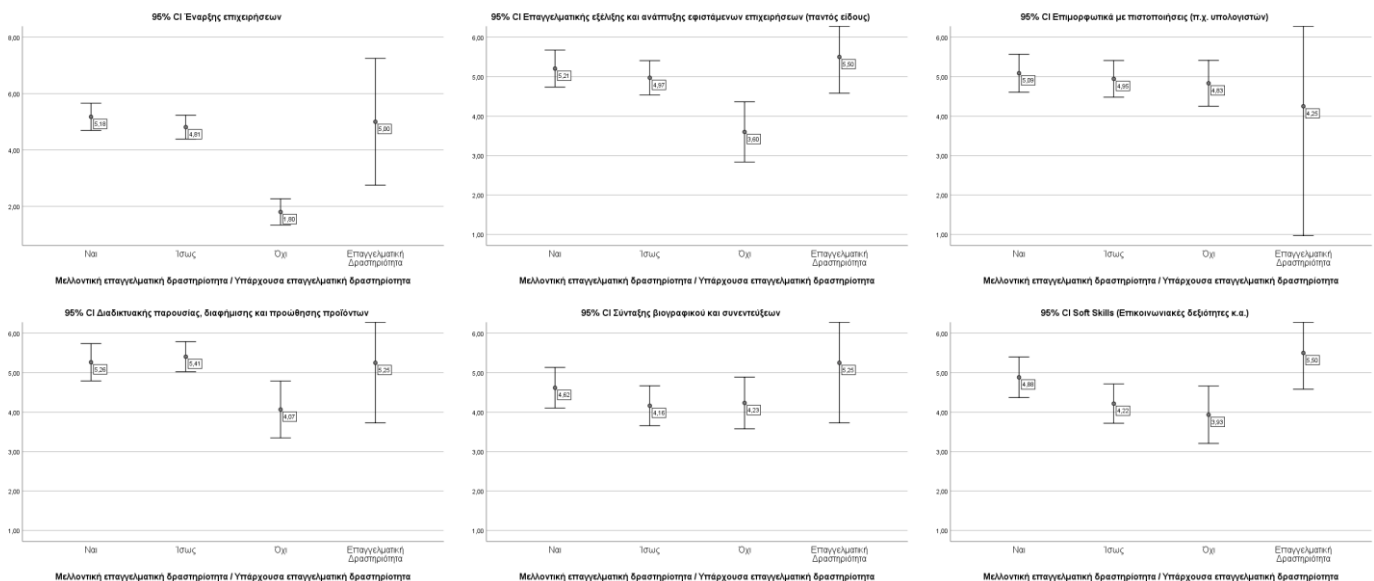 95% CI Έναρξης επιχειρήσεων
8,00
6,00
4,00
2,00
5,18
4,81
1,80
5,00
Ναι
Ίσως
Όχι
Επαγγελματική
Δραστηριότητα
Μελλοντική επαγγελματική δραστηριότητα / Υπάρχουσα επαγγελματική δραστηριότητα
95% CI Επαγγελματικής εξέλιξης και ανάπτυξης εφιστάμενων επιχειρήσεων (παντός είδους)
6,00
5,00
4,00
3,00
2,00
1,00
5,21
4,97
3,60
5,50
Ναι
Ίσως
Όχι
Επαγγελματική
Δραστηριότητα
Μελλοντική επαγγελματική δραστηριότητα / Υπάρχουσα επαγγελματική δραστηριότητα
95% CI Επιμορφωτικά με πιστοποιήσεις (π.χ. υπολογιστών)
6,00
5,00
4,00
3,00
2,00
1,00
5,09
4,95
4,83
4,25
Ναι
Ίσως
Όχι
Επαγγελματική
Δραστηριότητα
Μελλοντική επαγγελματική δραστηριότητα / Υπάρχουσα επαγγελματική δραστηριότητα
95% CI Διαδικτυακής παρουσίας, διαφήμισης και προώθησης προϊόντων
6,00
5,00
4,00
3,00
2,00
1,00
5,26
5,41
4,07
5,25
Ναι
Ίσως
Όχι
Επαγγελματική
Δραστηριότητα
Μελλοντική επαγγελματική δραστηριότητα / Υπάρχουσα επαγγελματική δραστηριότητα
95% CI Σύνταξης βιογραφικού και συνεντεύξεων
6,00
5,00
4,00
3,00
2,00
1,00
4,62
4,16
4,23
5,25
Ναι
Ίσως
Όχι
Επαγγελματική
Δραστηριότητα
Μελλοντική επαγγελματική δραστηριότητα / Υπάρχουσα επαγγελματική δραστηριότητα
95% CI Soft Skills (Επικοινωνιακές δεξιότητες κ.α.)
6,00
5,00
4,00
3,00
2,00
1,00
4,88
4,22
3,93
5,50
Ναι
Ίσως
Όχι
Επαγγελματική
Δραστηριότητα
Μελλοντική επαγγελματική δραστηριότητα / Υπάρχουσα επαγγελματική δραστηριότητα